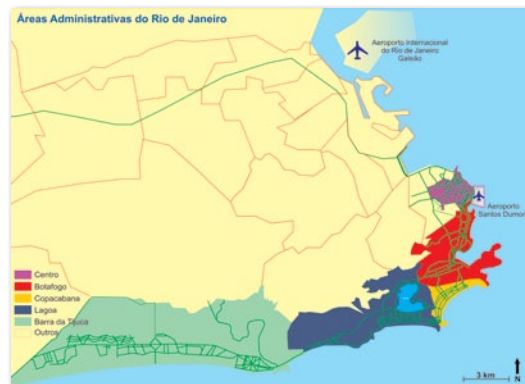 Áreas Administrativas do Rio de Janeiro
Aeroporto Internacional
do Rio de Janeiro
Galeão
Aeroporto
Santos Dumon
Centro
Botafogo
Copacabana
Lagoa
Barra da Tijuca
Outros
3 km
N